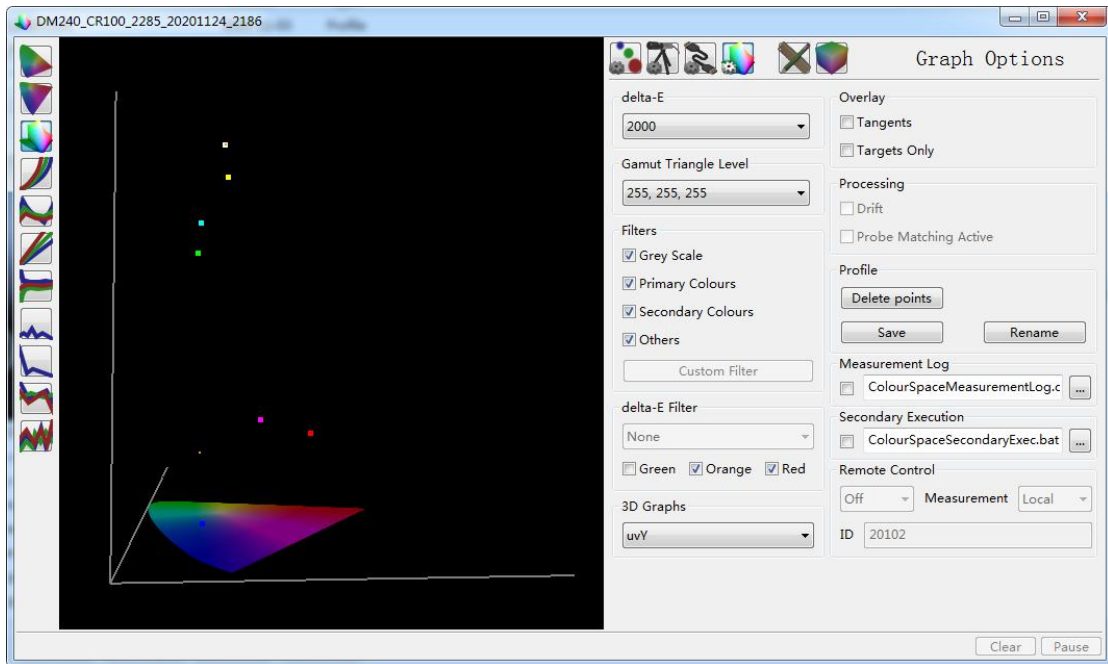 DM240_CR100_2285_20201124_2186
Graph Options
delta-E
2000
Gamut Triangle Level
255, 255, 255
Filters
Grey Scale
Primary Colours
Secondary Colours
Others
Custom Filter
delta-E Filter
None
Green Orange Red
3D Graphs
uvY
Overlay
Tangents
Targets Only
Processing
Drift
Probe Matching Active
Profile
Delete points
Save Rename
Measurement Log
ColourSpaceMeasurementLog.c ...
Secondary Execution
ColourSpaceSecondaryExec.bat ...
Remote Control
Off Measurement Local
ID 20102
Clear Pause